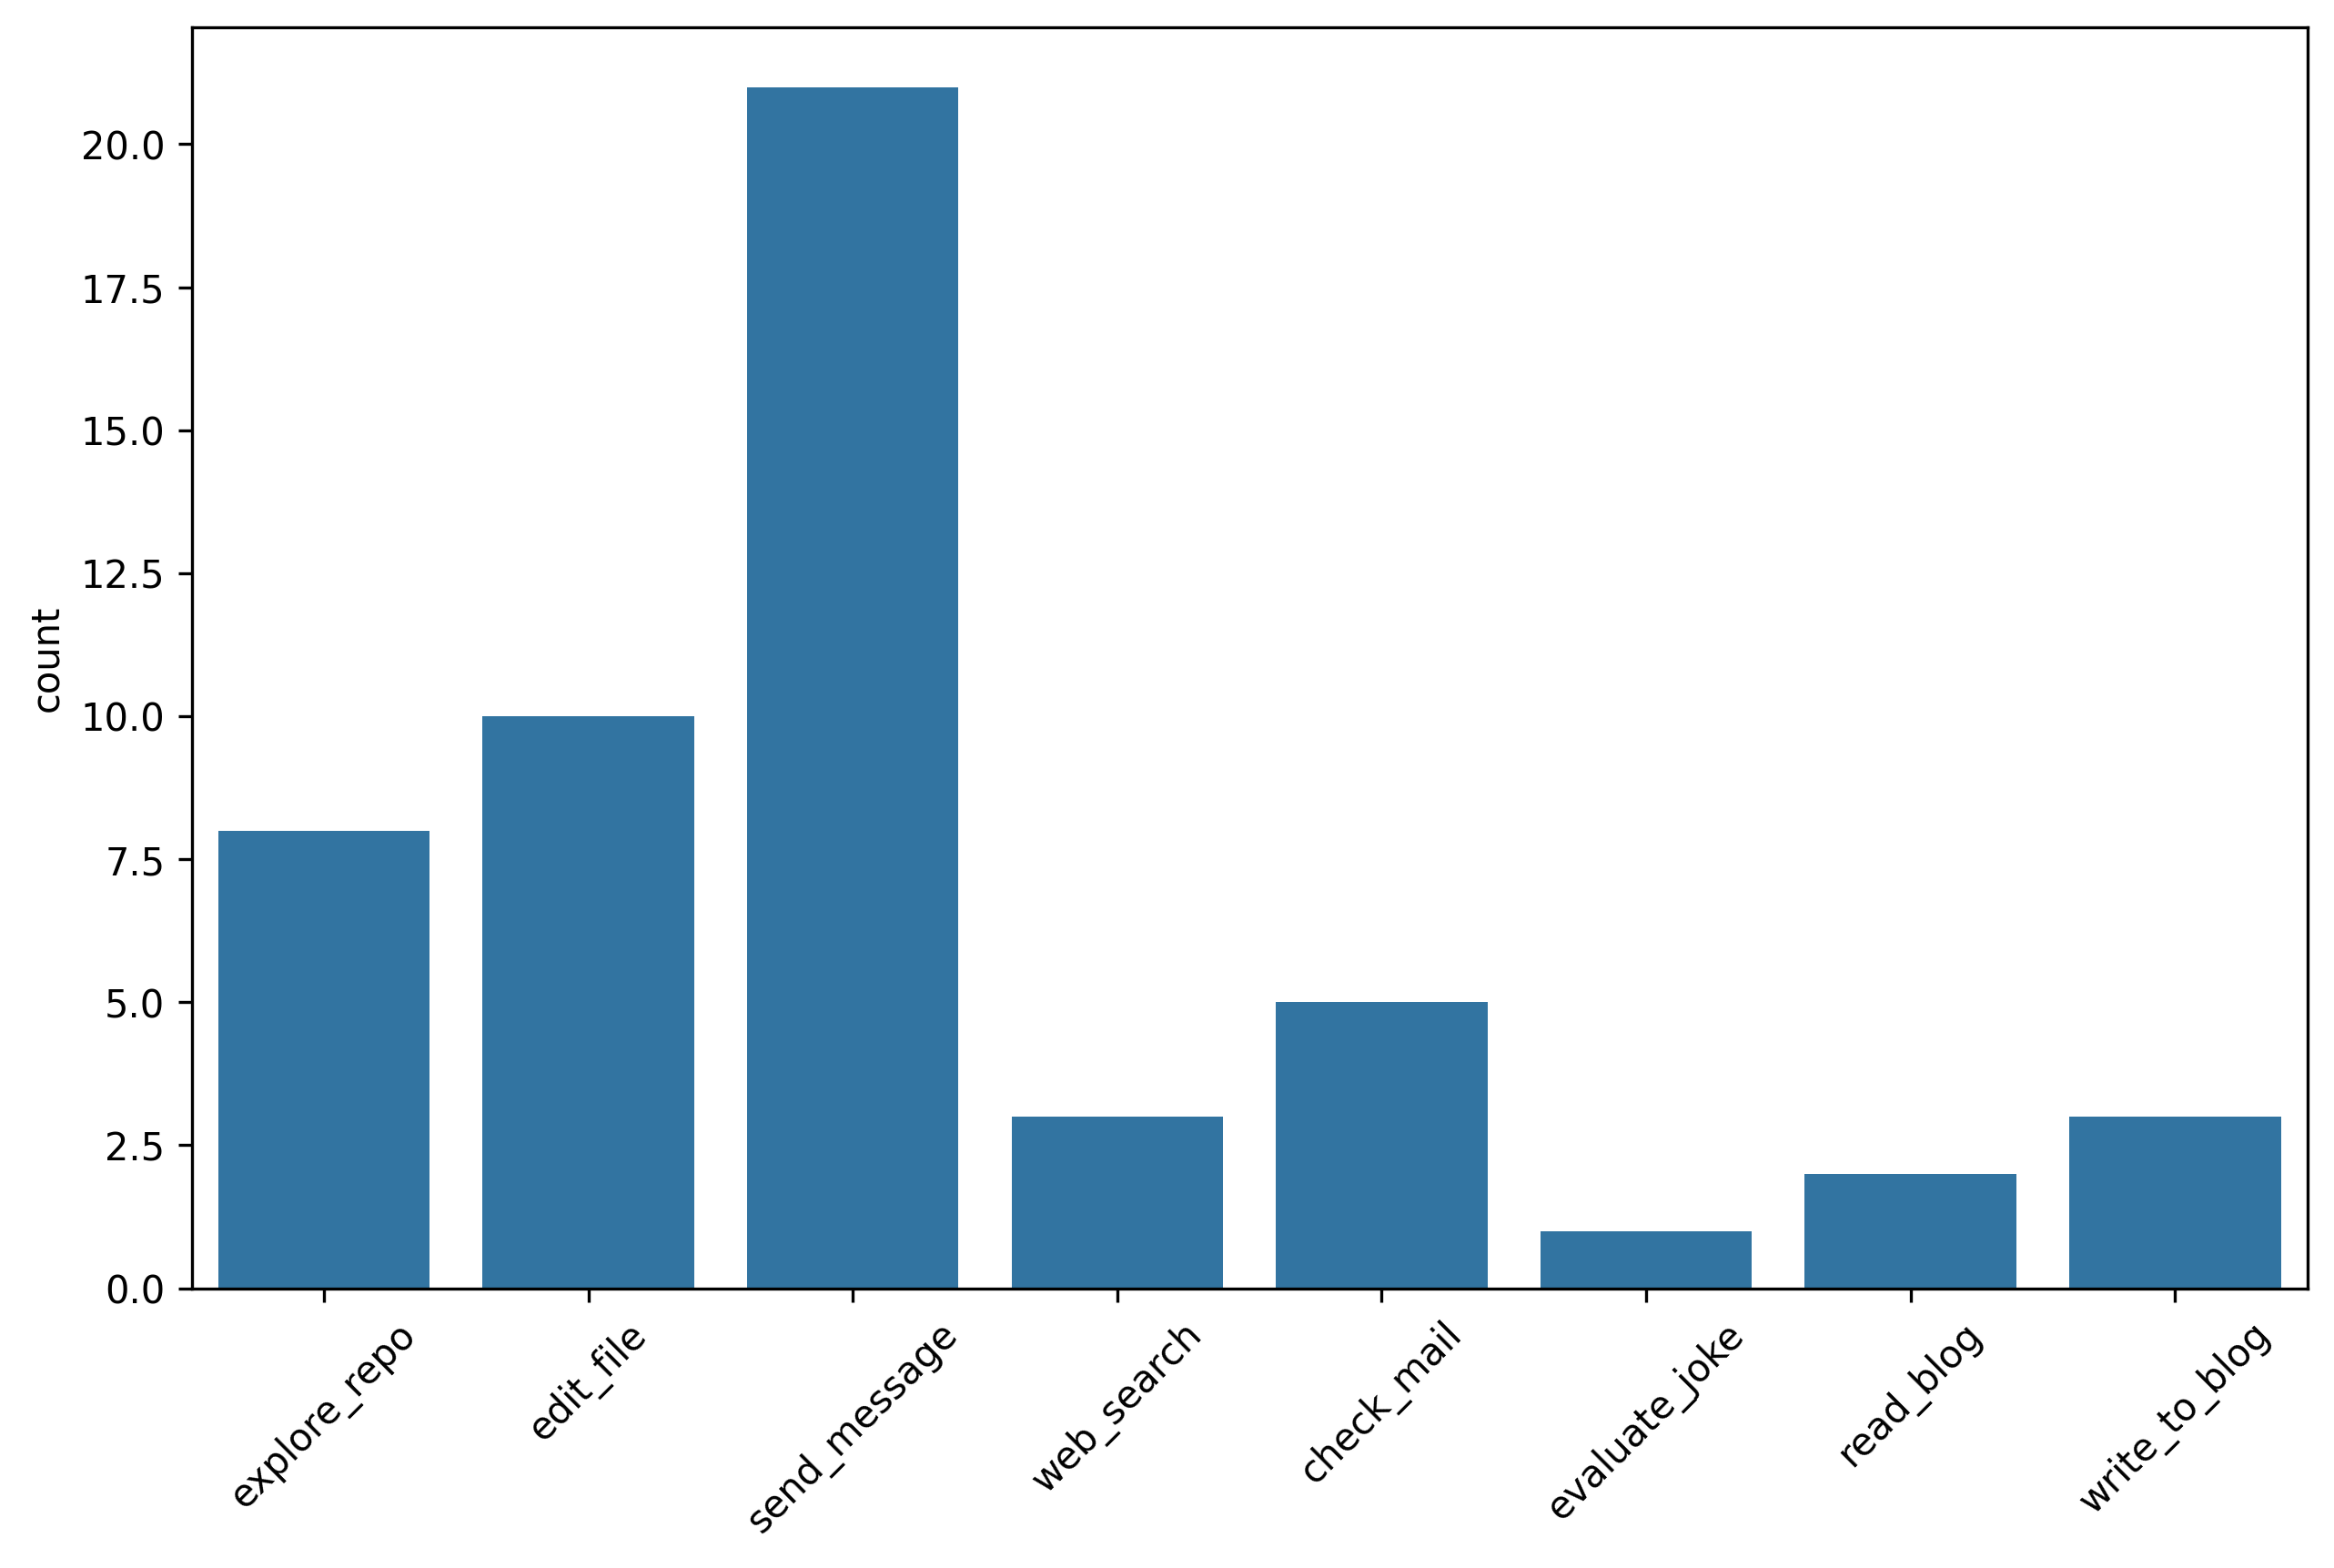 count
20.0
17.5
15.0
12.5
10.0
7.5
5.0
2.5
0.0
explore_repo
edit_file
send_message
web_search
check_mail
evaluate_joke
read_blog
write_to_blog